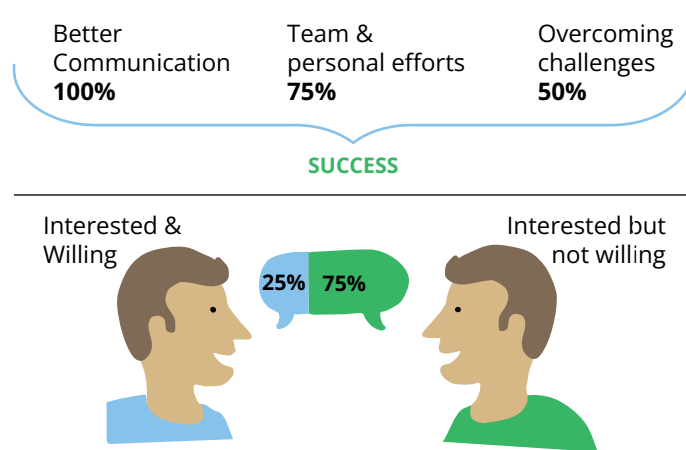 Better
Communication
100%
Team &
personal efforts
75%
Overcoming
challenges
50%
SUCCESS
Interested &
Willing
Interested but
not willing
25%
75%